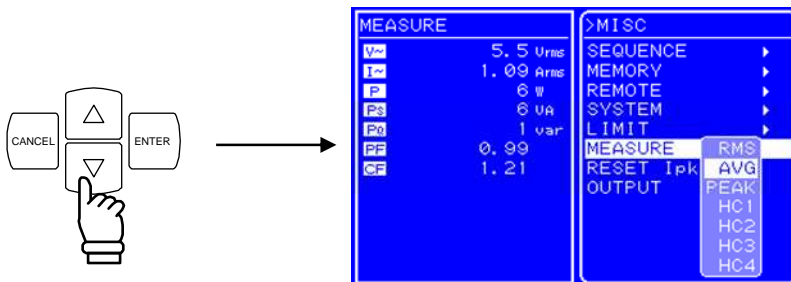 CANCEL
ENTER
MEASURE
V~ 5.5 Vrms
I~ 1.09 Arms
P 6 W
PS 6 VA
PQ 1 var
PF 0.99
CF 1.21
>MISC
SEQUENCE
MEMORY
REMOTE
SYSTEM
LIMIT
MEASURE
RESET Ipk
OUTPUT
RMS
AVG
PEAK
HC1
HC2
HC3
HC4